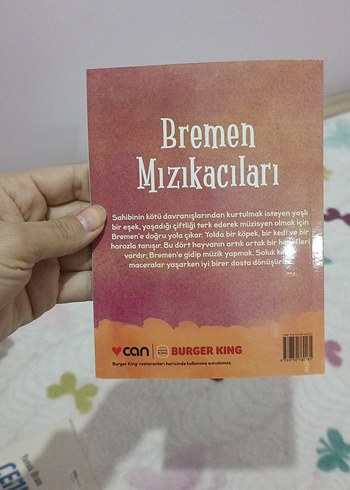 Bremen
Mızıkacıları
Sahibinin kötü davranışlarından kurtulmak isteyen yaşlı
bir eşek, yaşadığı çiftliği terk ederek müzisyen olmak için
Bremen'e doğru yola çıkar. Yolda bir köpek, bir kedi ve bir
horozla tanışır. Bu dört hayvanın artık ortak bir
vardır; Bremen'e gidip müzik yapmak. Soluk
maceralar yaşarken iyi birer dosta dönüşür
can BURGER KING
Burger King restoranları haricinde kullanıma sunulamaz.